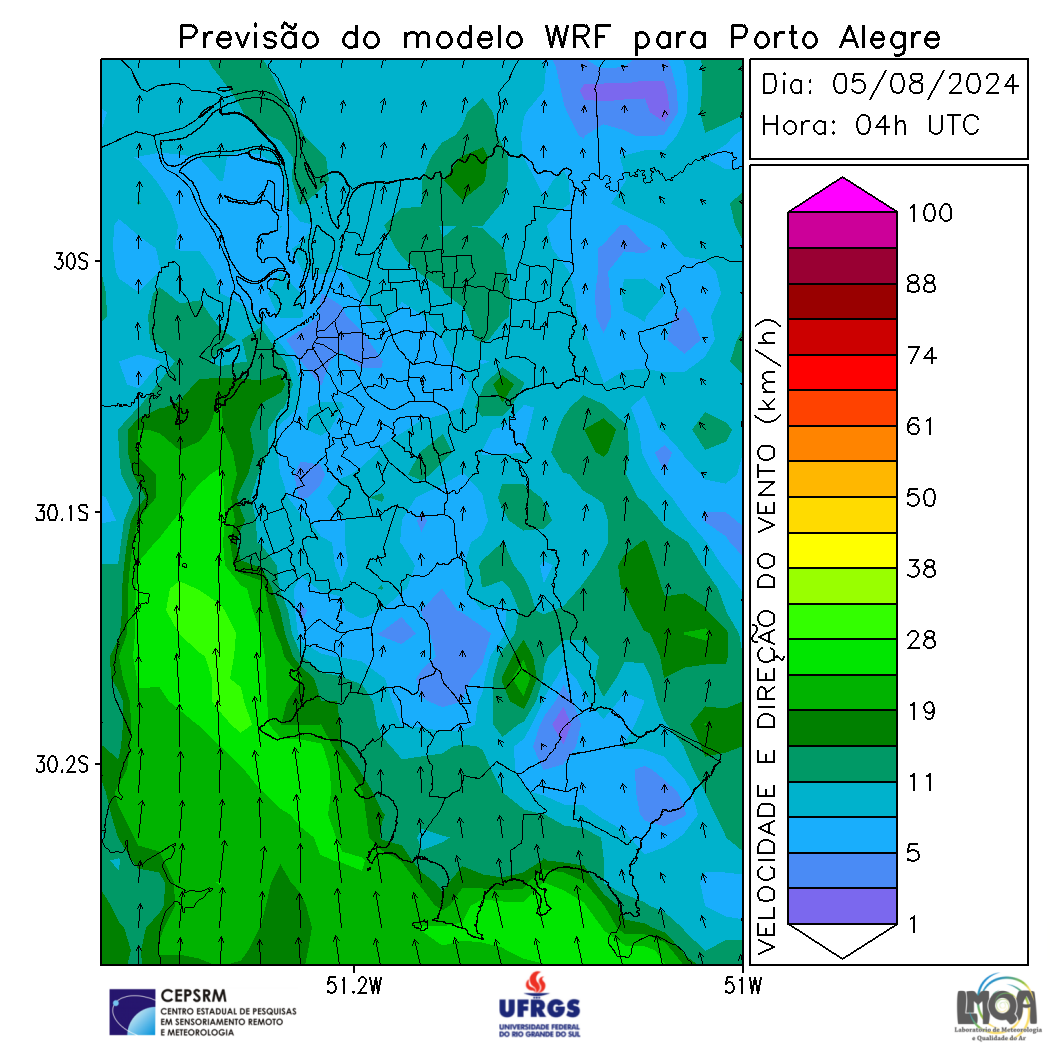 Previsão do modelo WRF para Porto Alegre
Dia: 05/08/2024
Hora: 04h UTC
30S
30.1S
30.2S
51.2W
51W
VELOCIDADE E DIREÇÃO DO VENTO (km/h)
100
88
74
61
50
38
28
19
11
5
1
CEPSRM
CENTRO ESTADUAL DE PESQUISAS
EM SENSORIAMENTO REMOTO
E METEOROLOGIA
UFRGS
UNIVERSIDADE FEDERAL
DO RIO GRANDE DO SUL
LMQA
Laboratório de Meteorologia
e Qualidade do Ar